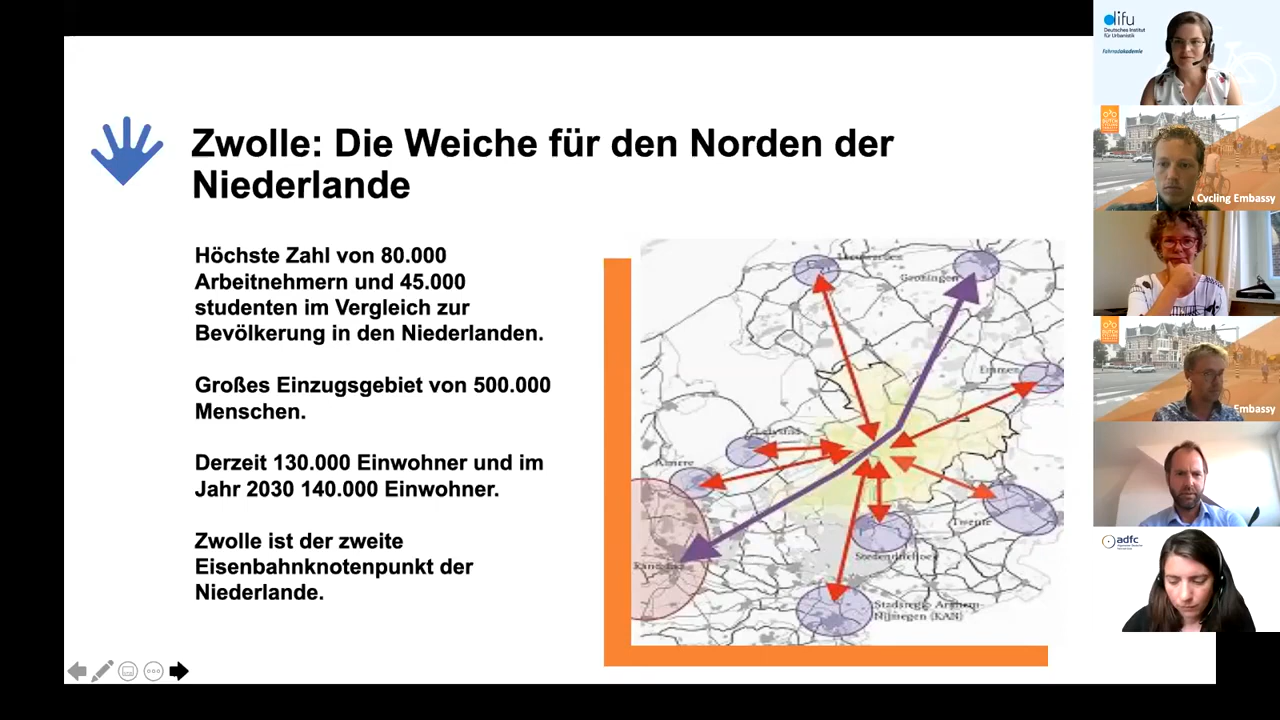 Zwolle: Die Weiche für den Norden der
Niederlande
Höchste Zahl von 80.000
Arbeitnehmern und 45.000
studenten im Vergleich zur
Bevölkerung in den Niederlanden.
Großes Einzugsgebiet von 500.000
Menschen.
Derzeit 130.000 Einwohner und im
Jahr 2030 140.000 Einwohner.
Zwolle ist der zweite
Eisenbahnknotenpunkt der
Niederlande.
Leeuwarden
Groningen
Emmen
Lelystad
Almere
Twente
Stadsregio Arnhem-
Nijmegen (KAN)
difu
Deutsches Institut
für Urbanistik
Fahrradakademie
Cycling Embassy
Embassy
adfc